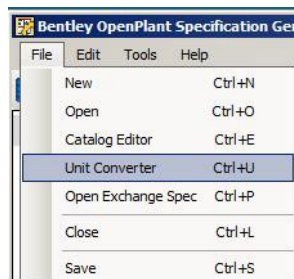 Bentley OpenPlant Specification Ge
File Edit Tools Help
New Ctrl+N
Open Ctrl+O
Catalog Editor Ctrl+E
Unit Converter Ctrl+U
Open Exchange Spec Ctrl+P
Close Ctrl+L
Save Ctrl+S